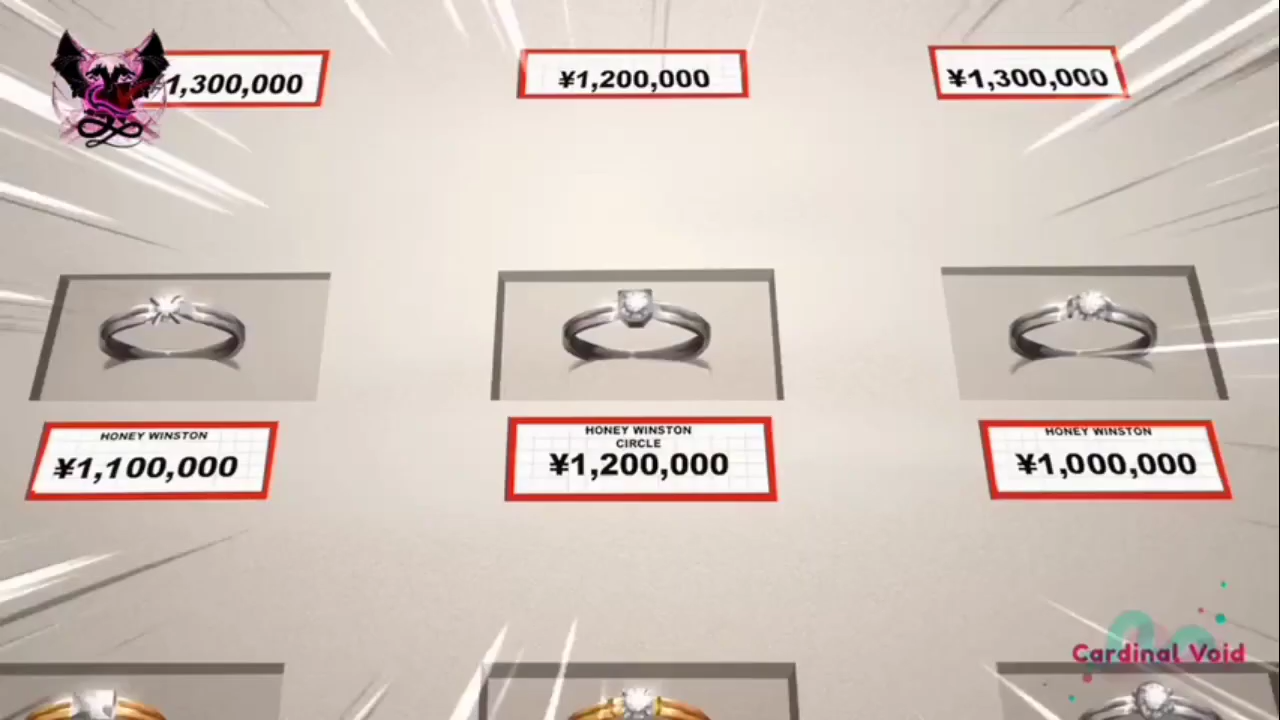 ¥1,300,000
¥1,200,000
¥1,300,000
HONEY WINSTON
¥1,100,000
HONEY WINSTON
CIRCLE
¥1,200,000
HONEY WINSTON
¥1,000,000
Cardinal Void